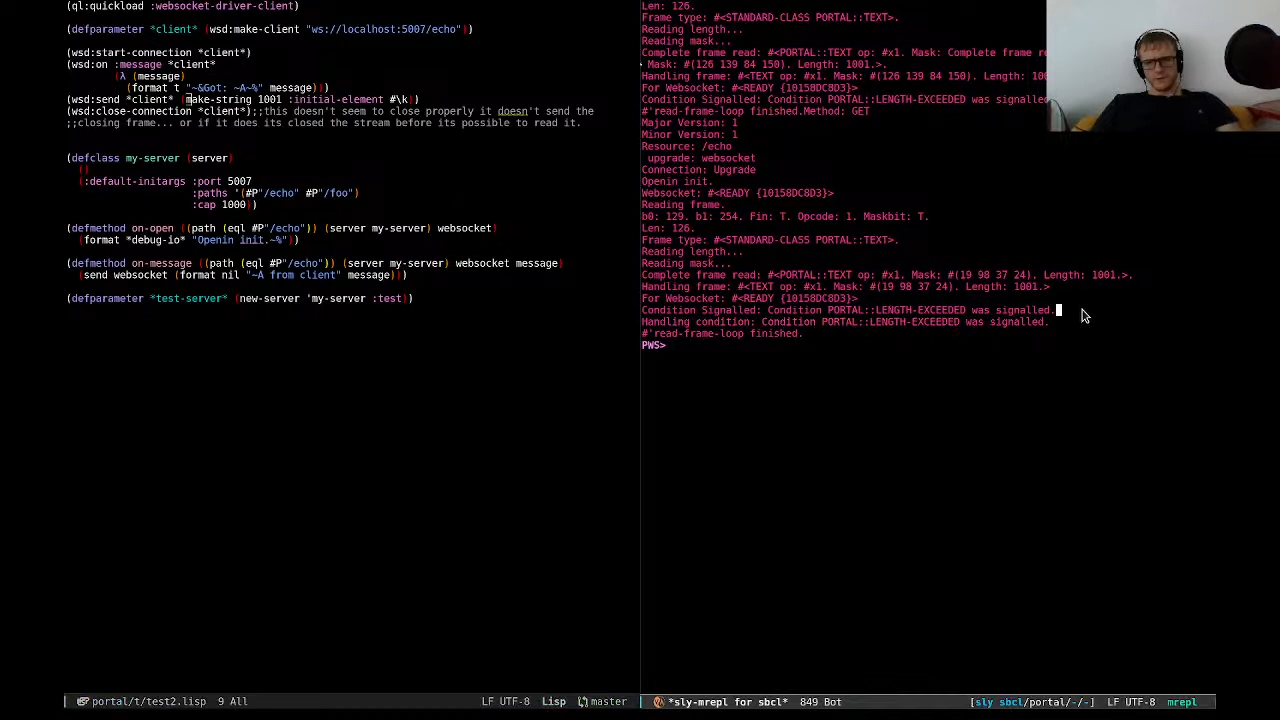 (ql:quickload :websocket-driver-client)
(defparameter *client* (wsd:make-client "ws://localhost:5007/echo"))
(wsd:start-connection *client*)
(wsd:on :message *client*
(λ (message)
(format t "~&Got: ~A~%" message)))
(wsd:send *client* (make-string 1001 :initial-element #\k))
(wsd:close-connection *client*);;this doesn't seem to close properly it doesn't send the
;;closing frame... or if it does its closed the stream before its possible to read it.
(defclass my-server (server)
()
(:default-initargs :port 5007
:paths '(#P"/echo" #P"/foo")
:cap 1000))
(defmethod on-open ((path (eql #P"/echo")) (server my-server) websocket)
(format *debug-io* "Openin init.~%"))
(defmethod on-message ((path (eql #P"/echo")) (server my-server) websocket message)
(send websocket (format nil "~A from client" message)))
(defparameter *test-server* (new-server 'my-server :test))
portal/t/test2.lisp 9 All LF UTF-8 Lisp master
Len: 126.
Frame type: #<STANDARD-CLASS PORTAL::TEXT>.
Reading length...
Reading mask...
Complete frame read: #<PORTAL::TEXT op: #x1. Mask: Complete frame re
Mask: #(126 139 84 150). Length: 1001.>.
Handling frame: #<TEXT op: #x1. Mask: #(126 139 84 150). Length: 100
For Websocket: #<READY {10158DC8D3}>
Condition Signalled: Condition PORTAL::LENGTH-EXCEEDED was signalled
#'read-frame-loop finished.Method: GET
Major Version: 1
Minor Version: 1
Resource: /echo
upgrade: websocket
Connection: Upgrade
Openin init.
Websocket: #<READY {10158DC8D3}>
Reading frame.
b0: 129. b1: 254. Fin: T. Opcode: 1. Maskbit: T.
Len: 126.
Frame type: #<STANDARD-CLASS PORTAL::TEXT>.
Reading length...
Reading mask...
Complete frame read: #<PORTAL::TEXT op: #x1. Mask: #(19 98 37 24). Length: 1001.>.
Handling frame: #<TEXT op: #x1. Mask: #(19 98 37 24). Length: 1001.>
For Websocket: #<READY {10158DC8D3}>
Condition Signalled: Condition PORTAL::LENGTH-EXCEEDED was signalled.
Handling condition: Condition PORTAL::LENGTH-EXCEEDED was signalled.
#'read-frame-loop finished.
PWS>
*sly-mrepl for sbcl* 849 Bot [sly sbcl/portal/-/-] LF UTF-8 mrepl